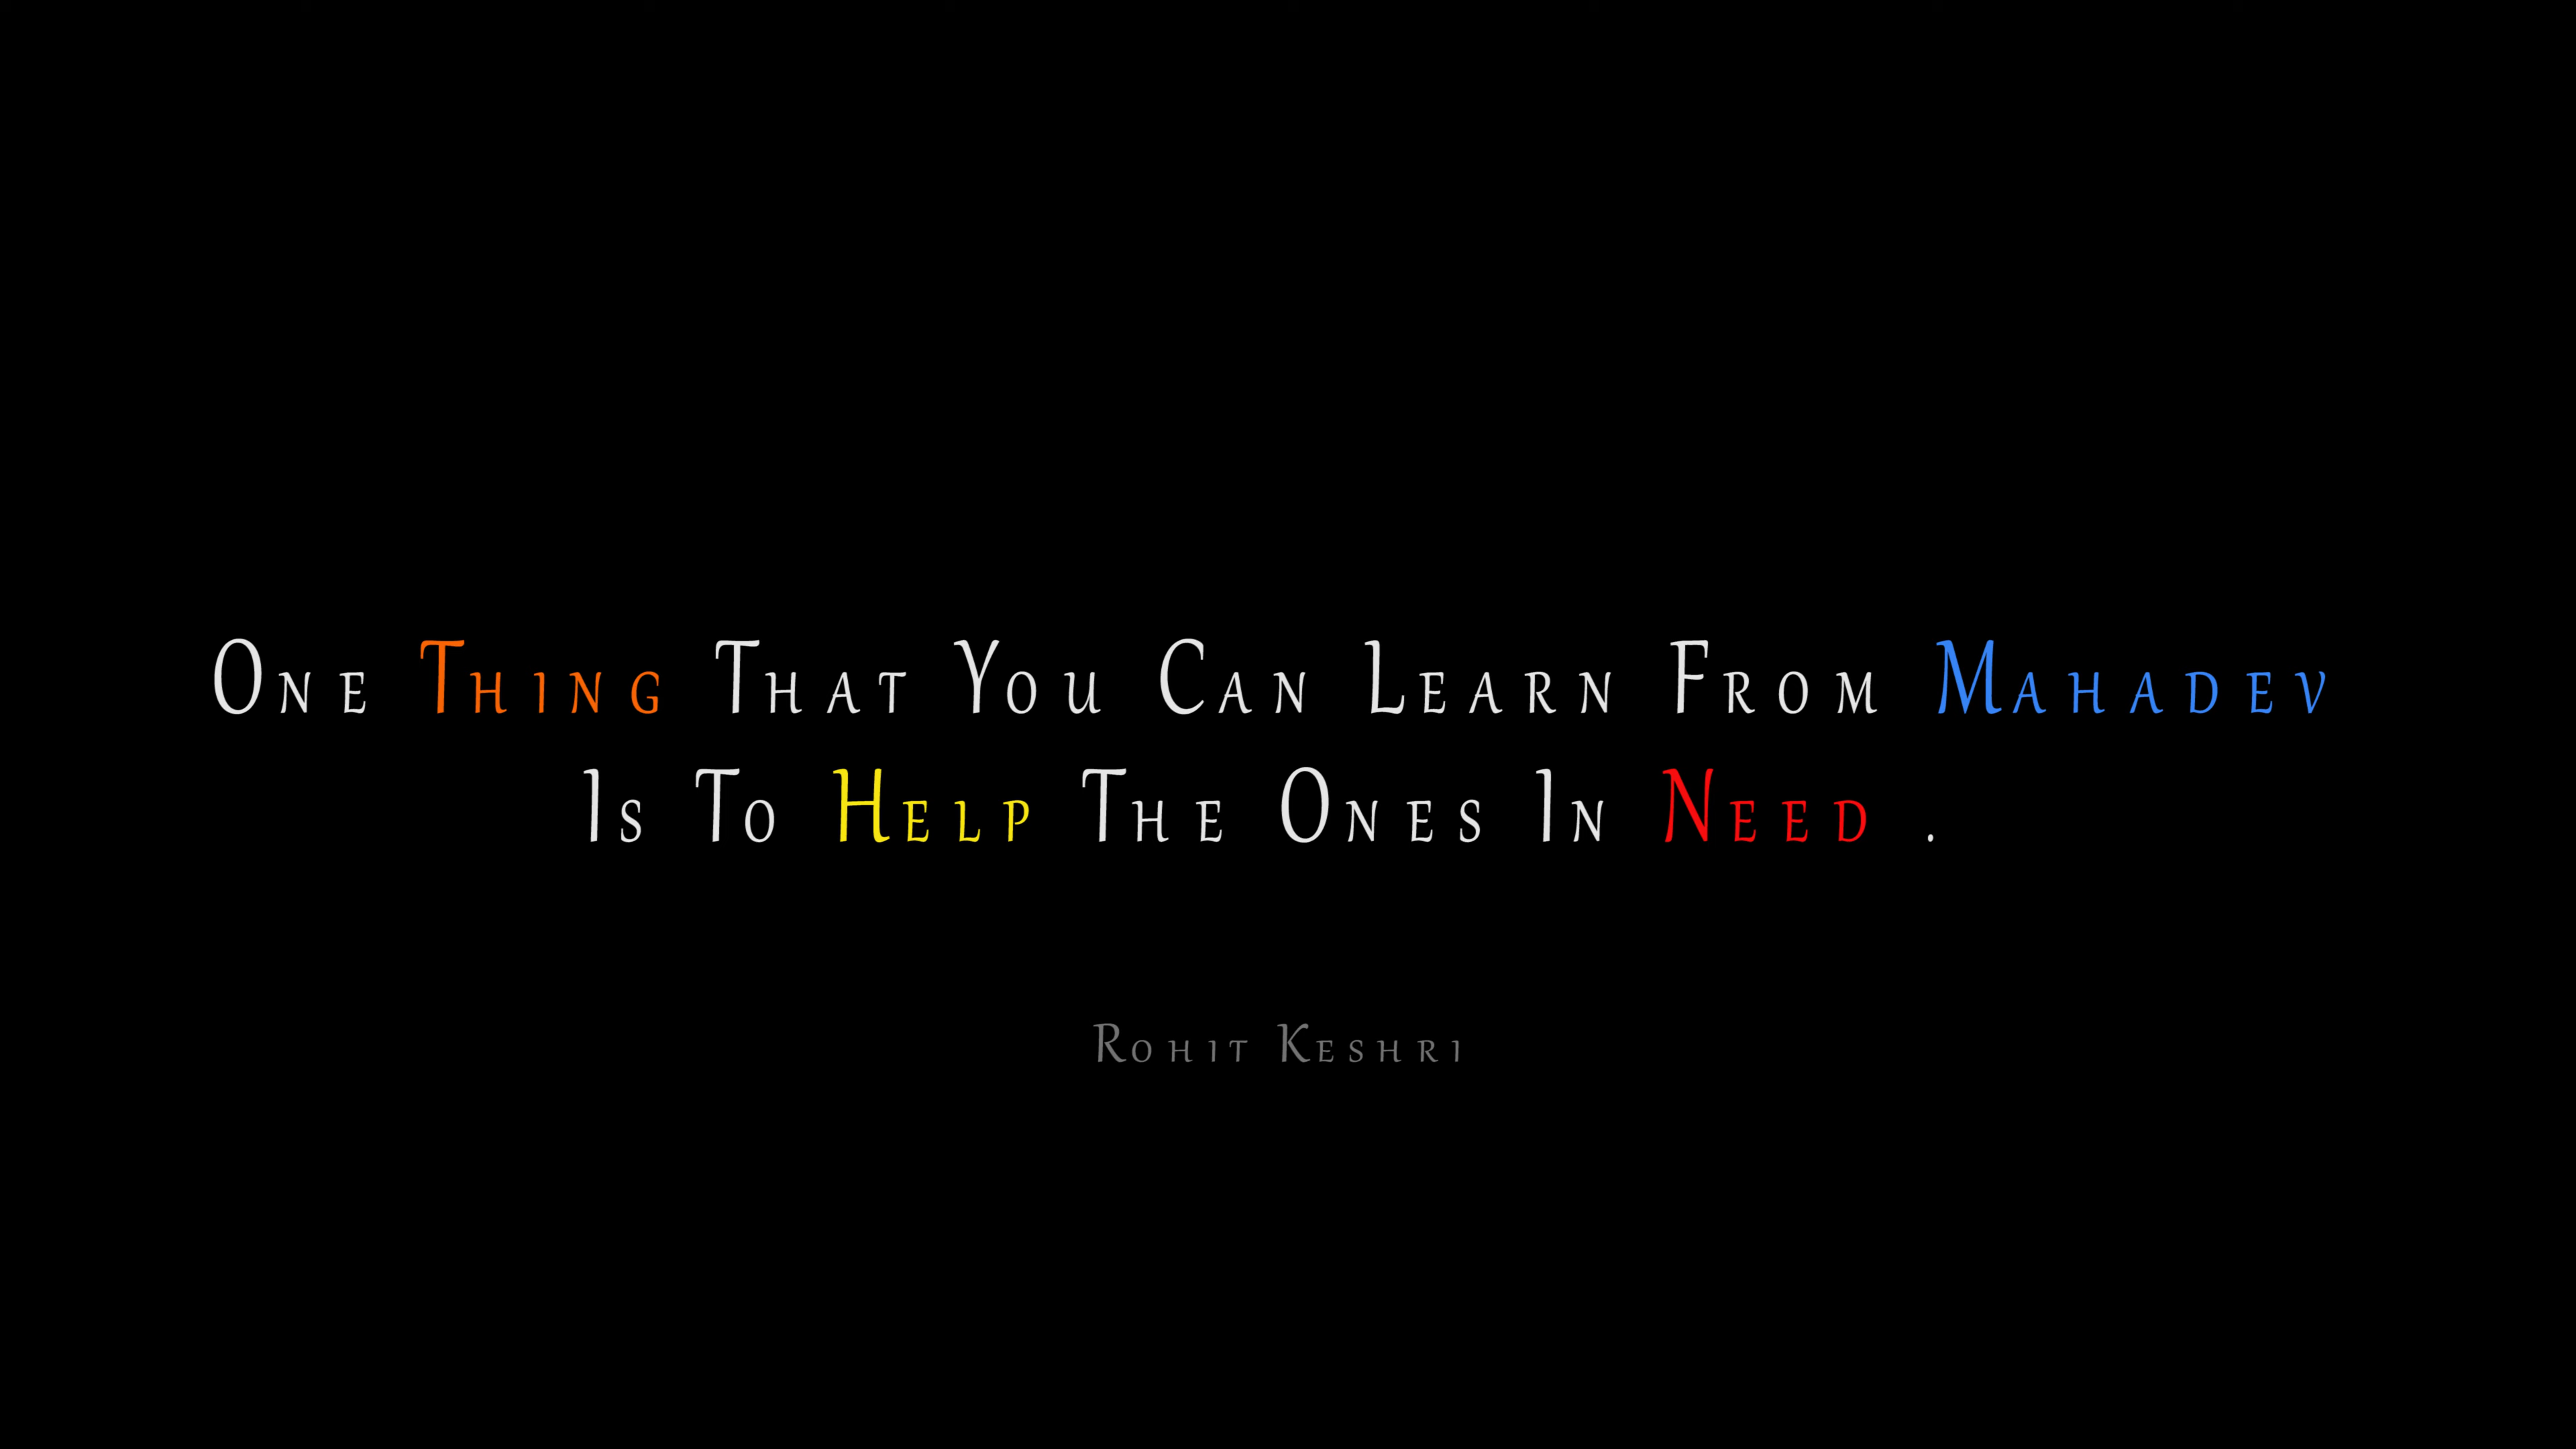 One Thing That You Can Learn From Mahadev
Is To Help The Ones In Need .
Rohit Keshri